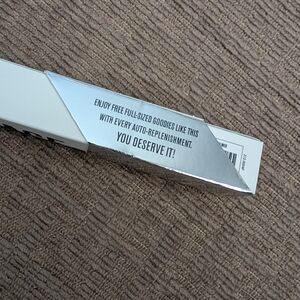 ENJOY FREE FULL-SIZED GOODIES LIKE THIS
WITH EVERY AUTO-REPLENISHMENT.
YOU DESERVE IT!